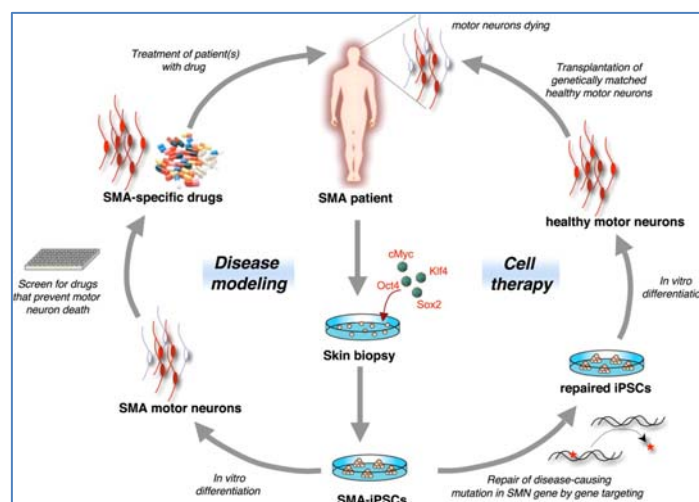 motor neurons dying
Treatment of patient(s)
with drug
Transplantation of
genetically matched
healthy motor neurons
SMA-specific drugs
SMA patient
healthy motor neurons
Disease
modeling
cMyc
Klf4
Oct4
Sox2
Cell
therapy
Screen for drugs
that prevent motor
neuron death
In vitro
differentiation
Skin biopsy
SMA motor neurons
repaired iPSCs
In vitro
differentiation
SMA-iPSCs
Repair of disease-causing
mutation in SMN gene by gene targeting